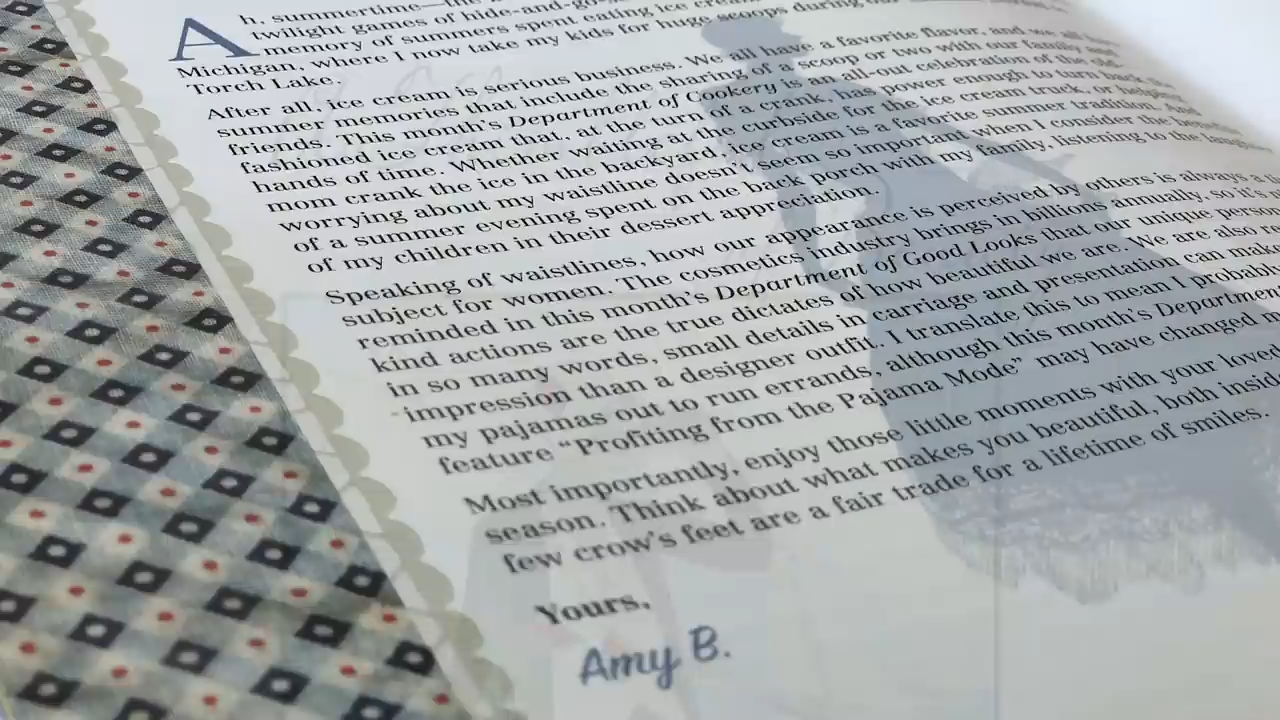 Ah, summertime—the
twilight games of hide-and-go-
memory of summers spent eating ice cream
Michigan, where I now take my kids for huge scoops during our
Torch Lake.
After all, ice cream is serious business. We all have a favorite flavor, and we all
summer memories that include the sharing of a scoop or two with our family and
friends. This month's Department of Cookery is an all-out celebration of the old-
fashioned ice cream that, at the turn of a crank, has power enough to turn back the
hands of time. Whether waiting at the curbside for the ice cream truck, or helping
mom crank the ice in the backyard, ice cream is a favorite summer tradition. And
worrying about my waistline doesn't seem so important when I consider the
of a summer evening spent on the back porch with my family, listening to the
of my children in their dessert appreciation.
Speaking of waistlines, how our appearance is perceived by others is always a
subject for women. The cosmetics industry brings in billions annually, so it's
reminded in this month's Department of Good Looks that our unique
kind actions are the true dictates of how beautiful we are. We are also
in so many words, small details in carriage and presentation can make
impression than a designer outfit. I translate this to mean I probably
my pajamas out to run errands, although this month's Department
feature "Profiting from the Pajama Mode" may have changed
Most importantly, enjoy those little moments with your loved
season. Think about what makes you beautiful, both inside
few crow's feet are a fair trade for a lifetime of smiles.
Yours,
Amy B.